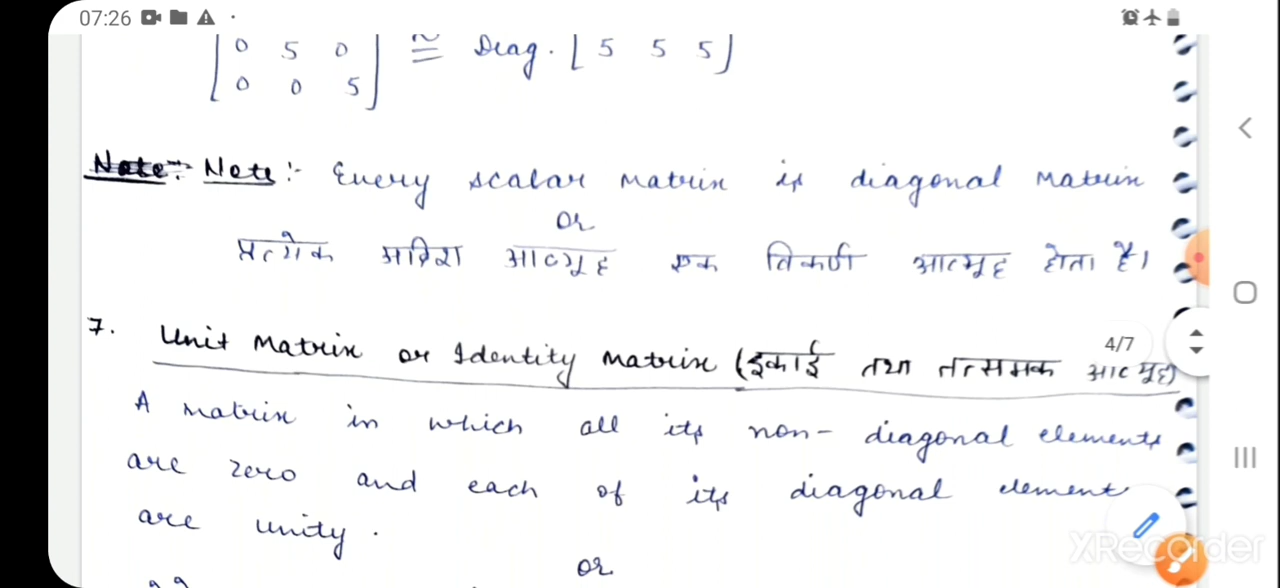 07:26
0 5 0 ≅ Diag. [ 5 5 5 ]
0 0 5
Note:- Note:- Every scalar matrix is diagonal matrix
or
प्रत्येक अदिश आव्यूह एक विकर्ण आव्यूह होता है।
7. Unit Matrix or Identity Matrix (इकाई तथा तत्समक आव्यूह)
4/7
A matrix in which all its non-diagonal elements
are zero and each of its diagonal element
are unity.
or
XRecorder